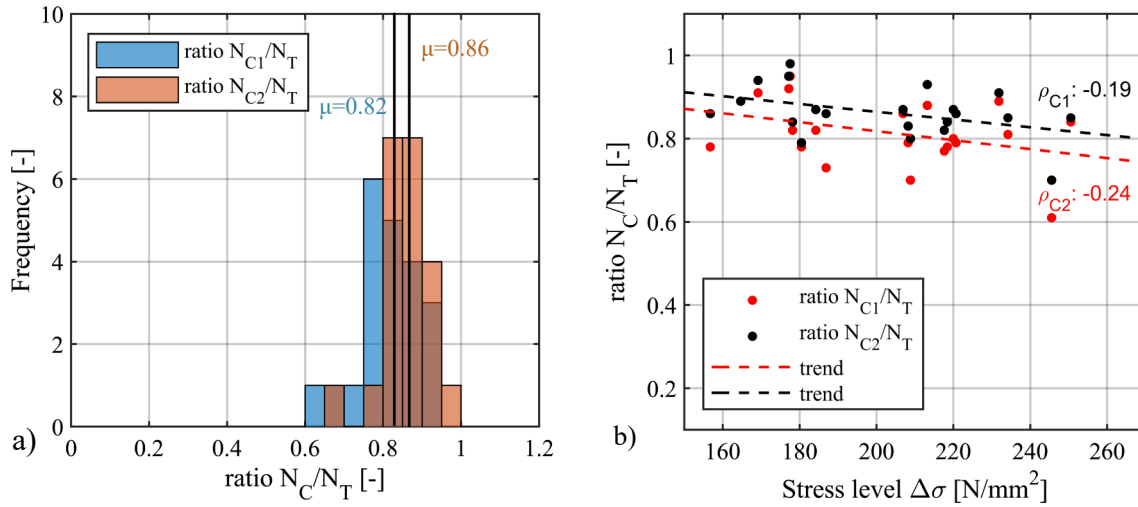 10
8
6
4
2
0
Frequency [-]
ratio N_C1/N_T
ratio N_C2/N_T
μ=0.86
μ=0.82
0 0.2 0.4 0.6 0.8 1 1.2
ratio N_C/N_T [-]
a)
1
0.8
0.6
0.4
0.2
ratio N_C/N_T [-]
ρ_C1: -0.19
ρ_C2: -0.24
ratio N_C1/N_T
ratio N_C2/N_T
trend
trend
160 180 200 220 240 260
Stress level Δσ [N/mm²]
b)